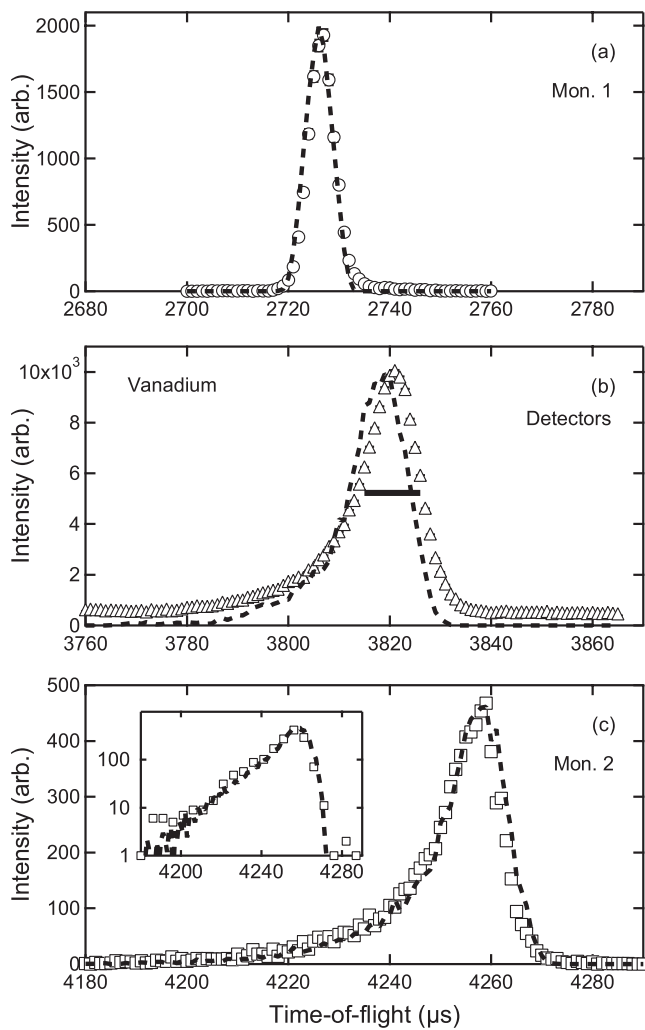 2000
1500
1000
500
0
Intensity (arb.)
(a)
Mon. 1
2680 2700 2720 2740 2760 2780
10x10³
8
6
4
2
0
Intensity (arb.)
Vanadium
(b)
Detectors
3760 3780 3800 3820 3840 3860
500
400
300
200
100
0
Intensity (arb.)
100
10
1
4200 4240 4280
(c)
Mon. 2
4180 4200 4220 4240 4260 4280
Time-of-flight (μs)